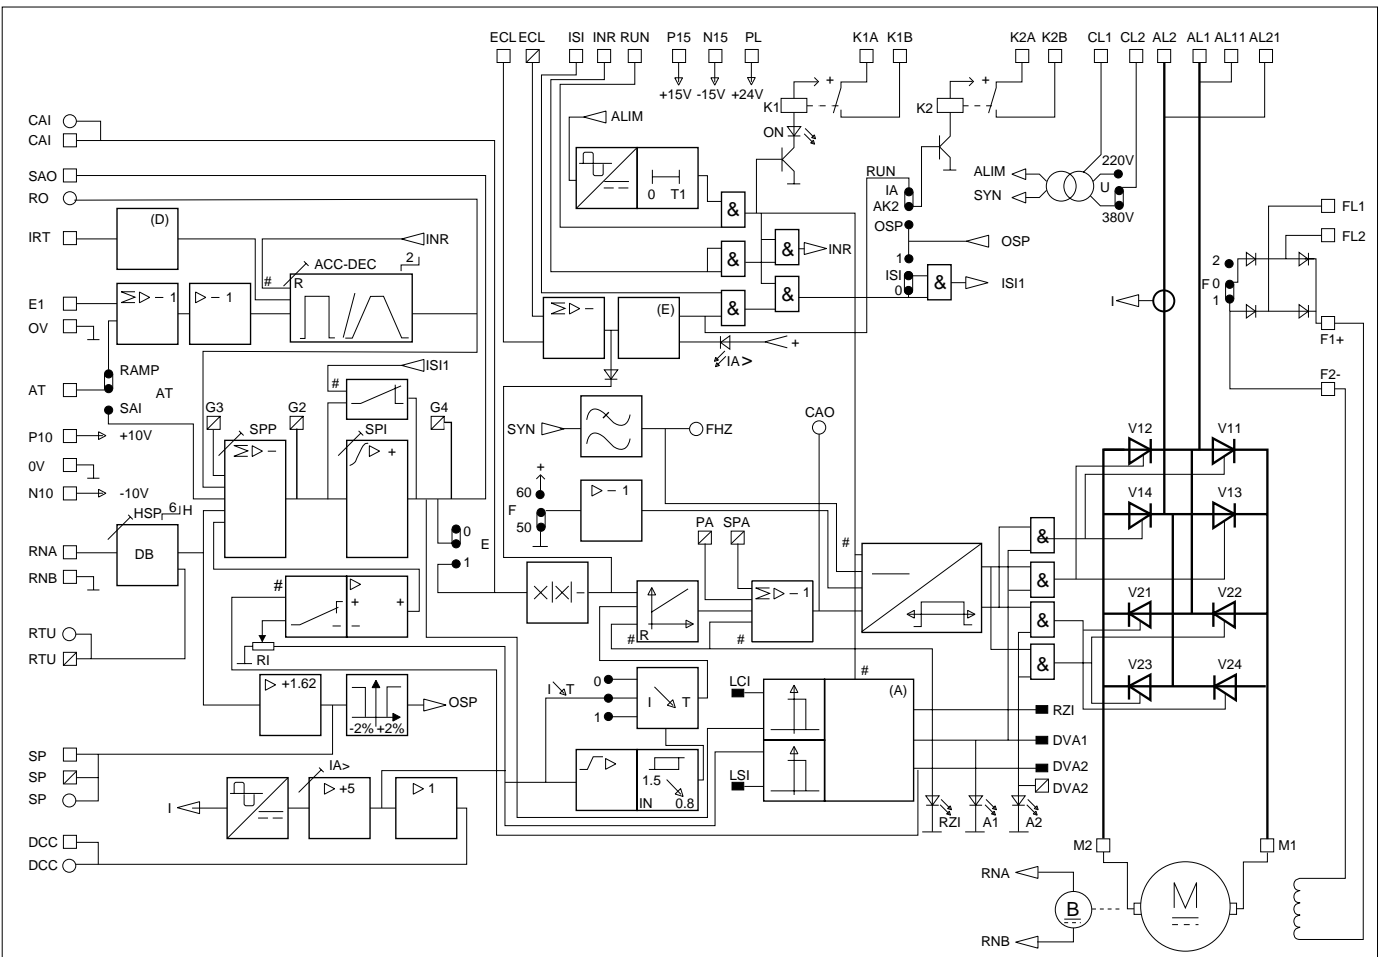 ECL ECL ISI INR RUN P15 N15 PL K1A K1B K2A K2B CL1 CL2 AL2 AL1 AL11 AL21
+15V -15V +24V
K1 + K2 +
ON
ALIM
0 T1
CAI
CAI
SAO
RO
IRT
(D)
INR
ACC-DEC 2
# R
E1
Σ - 1
- 1
OV
RAMP
AT
AT
SAI
P10 +10V
0V
N10 -10V
HSP 6 H
DB
RNA
RNB
RTU
RTU
G3 SPP G2 SPI G4
Σ -
+
ISI1
#
0
E
1
#
+ +
-
RI
+1.62
-2% +2%
OSP
SP
SP
SP
IA>
+5
1
I
DCC
DCC
&
&
&
&
&
&
INR
RUN
IA
AK2
OSP
OSP
1
ISI
0
ISI1
Σ -
(E)
IA>
+
SYN
FHZ
CAO
+
60
F
50
- 1
PA SPA
X|X| -
R
#
Σ - 1
#
#
I T
0
1
I T
1.5
IN 0.8
LCI
LSI
#
(A)
RZI
DVA1
DVA2
DVA2
RZI A1 A2
&
&
&
&
ALIM
SYN
220V
U
380V
FL1
FL2
2
F 0
1
I
F1+
F2-
V12 V11
V14 V13
V21 V22
V23 V24
M2 M1
RNA
B
RNB
M